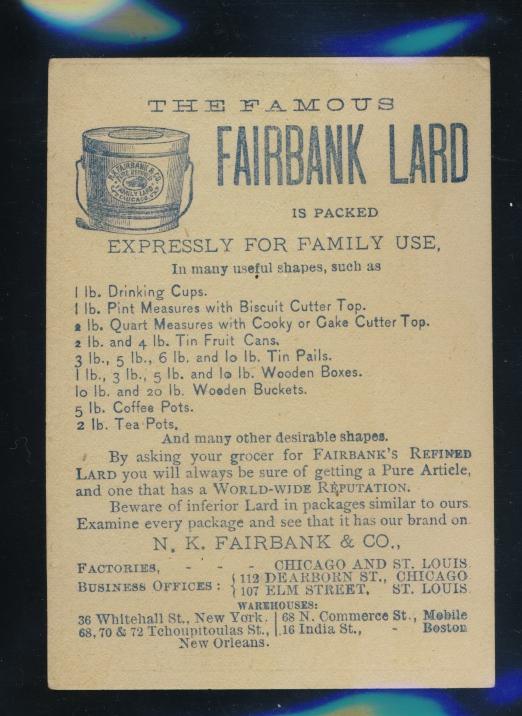 THE FAMOUS
FAIRBANK LARD
N.K. FAIRBANK & CO.
FAMILY LARD
CHICAGO
IS PACKED
EXPRESSLY FOR FAMILY USE,
In many useful shapes, such as
1 lb. Drinking Cups.
1 lb. Pint Measures with Biscuit Cutter Top.
2 lb. Quart Measures with Cooky or Cake Cutter Top.
2 lb. and 4 lb. Tin Fruit Cans.
3 lb., 5 lb., 6 lb. and 10 lb. Tin Pails.
1 lb., 3 lb., 5 lb. and 10 lb. Wooden Boxes.
10 lb. and 20 lb. Wooden Buckets.
5 lb. Coffee Pots.
2 lb. Tea Pots.
And many other desirable shapes.
By asking your grocer for FAIRBANK'S REFINED
LARD you will always be sure of getting a Pure Article,
and one that has a WORLD-WIDE REPUTATION.
Beware of inferior Lard in packages similar to ours.
Examine every package and see that it has our brand on.
N. K. FAIRBANK & CO.,
FACTORIES, - - - CHICAGO AND ST. LOUIS.
BUSINESS OFFICES: { 112 DEARBORN ST., CHICAGO
107 ELM STREET, ST. LOUIS.
WAREHOUSES:
36 Whitehall St., New York. | 68 N. Commerce St., Mobile
68, 70 & 72 Tchoupitoulas St., | 16 India St., - Boston
New Orleans.